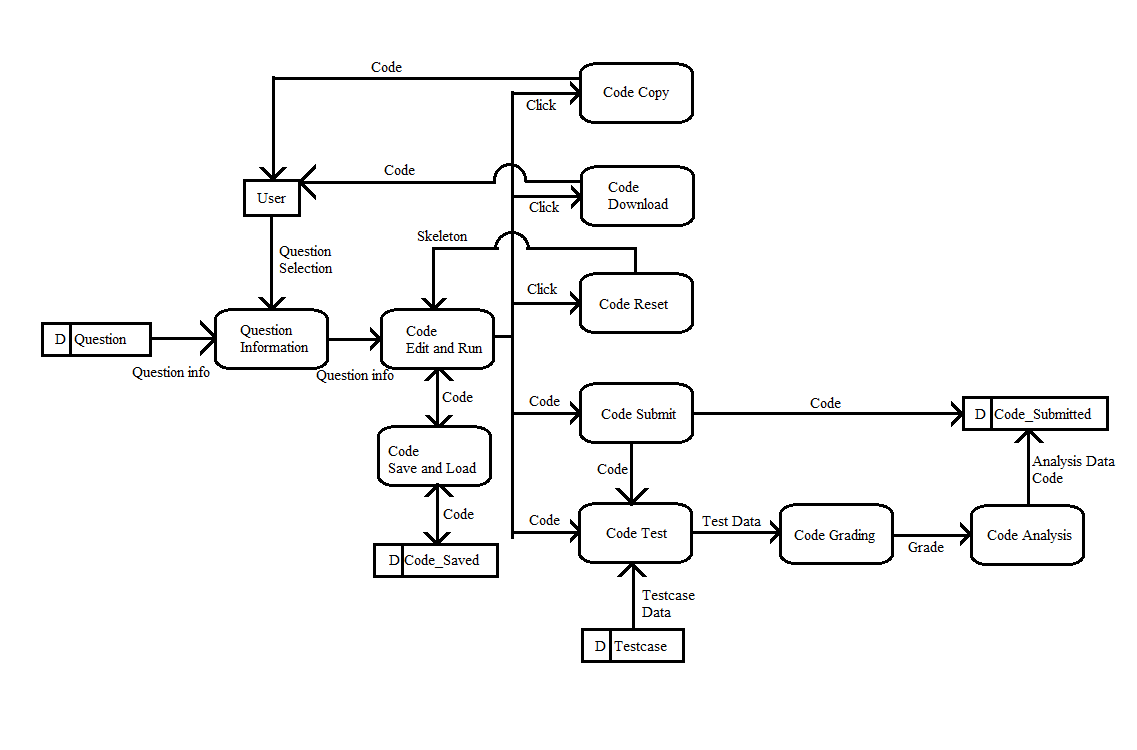 Code
Code Copy
Click
Code
Code
Download
User
Click
Skeleton
Question
Selection
Click
Code Reset
D
Question
Question
Information
Code
Edit and Run
Question info
Question info
Code
Code
Code Submit
Code
D
Code_Submitted
Code
Save and Load
Code
Analysis Data
Code
Code
Code
Code Test
Test Data
Code Grading
Grade
Code Analysis
D
Code_Saved
Testcase
Data
D
Testcase